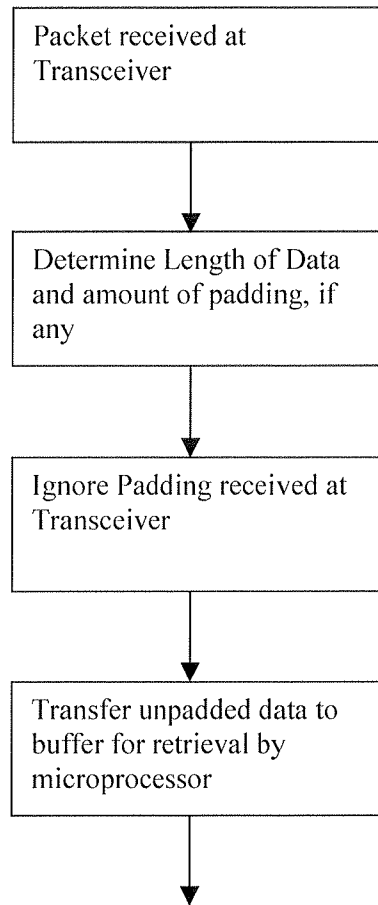 Packet received at
Transceiver
Determine Length of Data
and amount of padding, if
any
Ignore Padding received at
Transceiver
Transfer unpadded data to
buffer for retrieval by
microprocessor